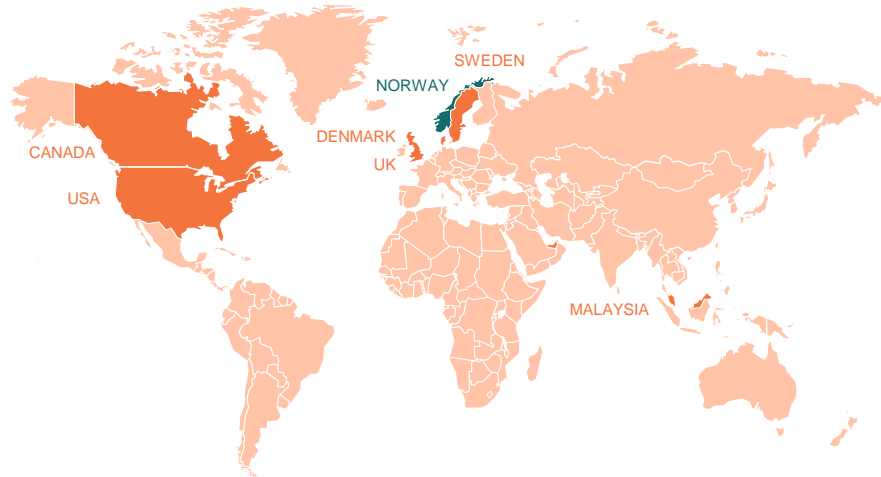 SWEDEN
NORWAY
DENMARK
CANADA
UK
USA
MALAYSIA